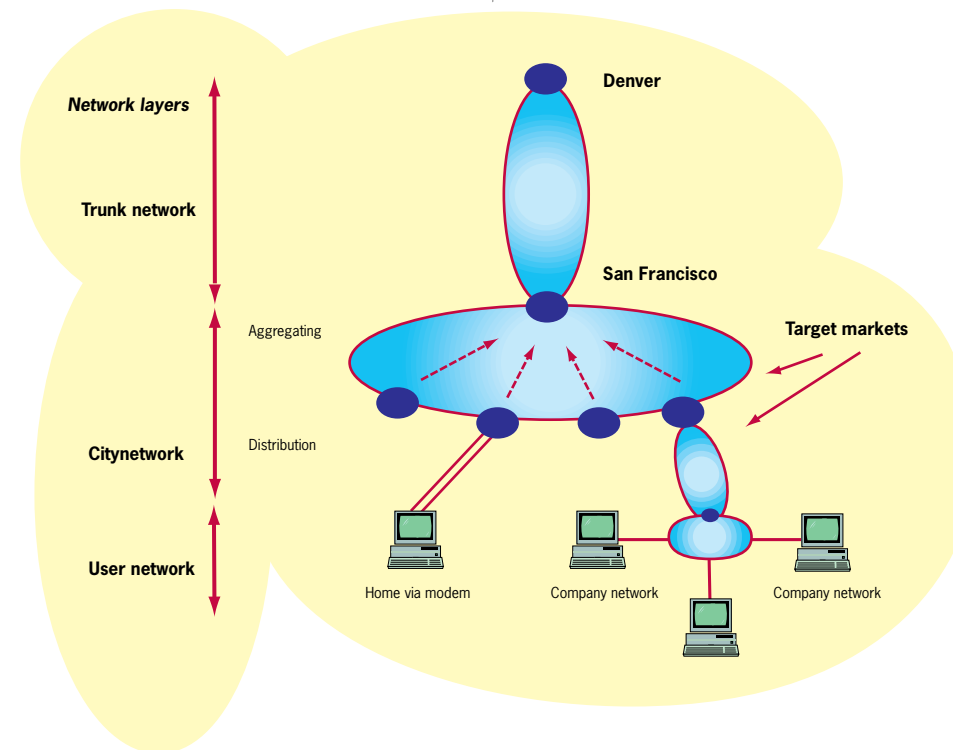 Denver
Network layers
Trunk network
San Francisco
Aggregating
Target markets
Distribution
Citynetwork
User network
Home via modem
Company network
Company network